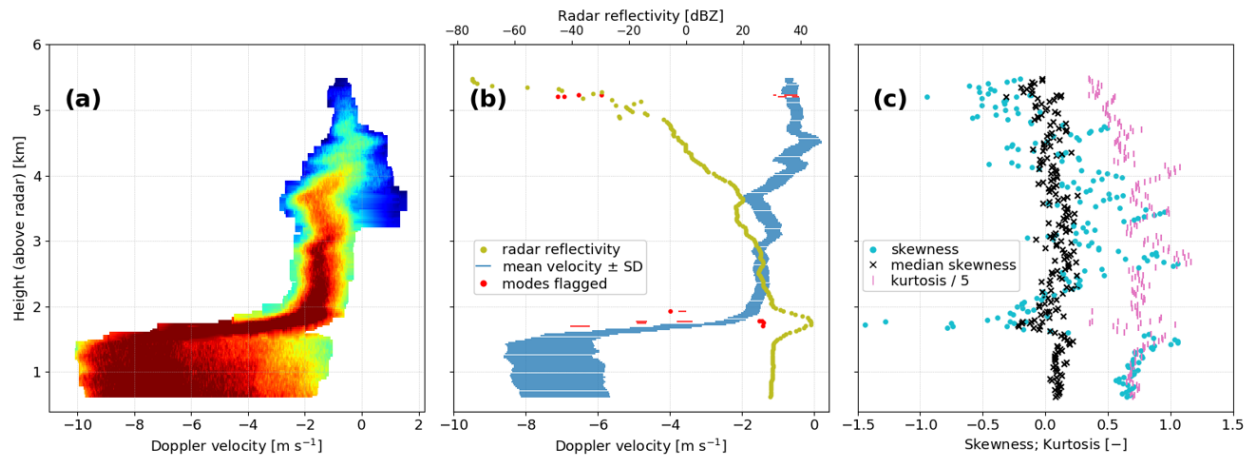 Radar reflectivity [dBZ]
−80 −60 −40 −20 0 20 40
6
5
4
3
2
1
Height (above radar) [km]
(a)
−10 −8 −6 −4 −2 0 2
Doppler velocity [m s⁻¹]
(b)
radar reflectivity
mean velocity ± SD
modes flagged
−10 −8 −6 −4 −2 0
Doppler velocity [m s⁻¹]
(c)
skewness
median skewness
kurtosis / 5
−1.5 −1.0 −0.5 0.0 0.5 1.0 1.5
Skewness; Kurtosis [−]